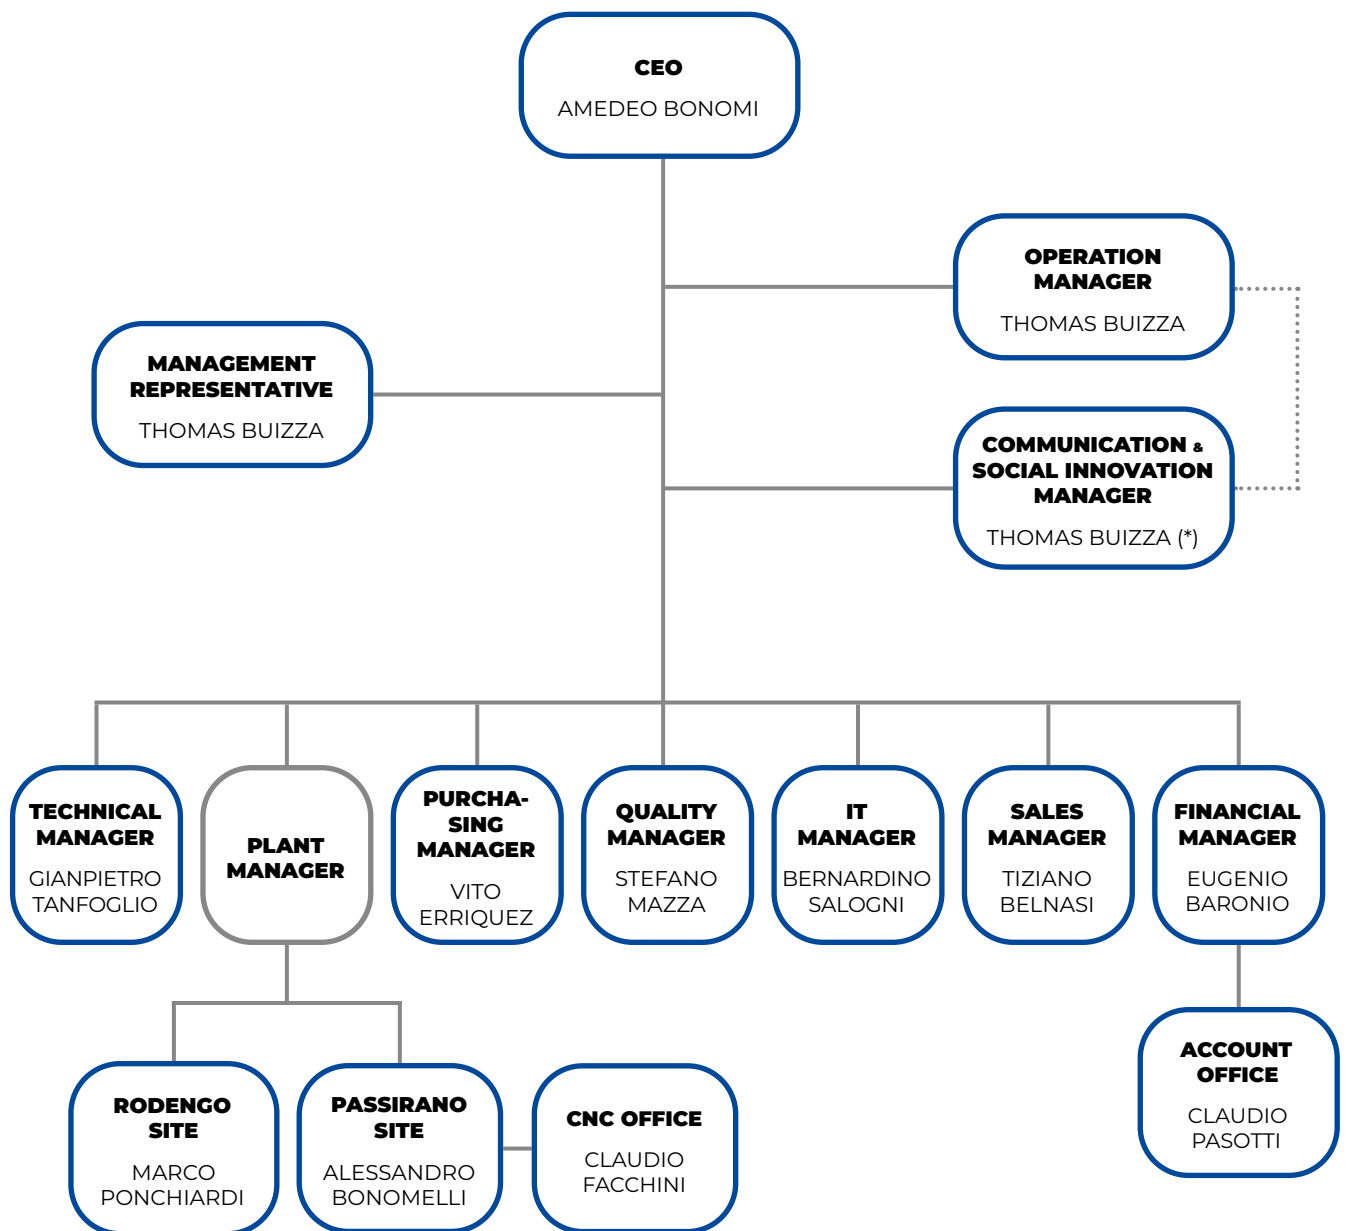 CEO
AMEDEO BONOMI
OPERATION
MANAGER
THOMAS BUIZZA
MANAGEMENT
REPRESENTATIVE
THOMAS BUIZZA
COMMUNICATION &
SOCIAL INNOVATION
MANAGER
THOMAS BUIZZA (*)
TECHNICAL
MANAGER
GIANPIETRO
TANFOGLIO
PLANT
MANAGER
PURCHA-
SING
MANAGER
VITO
ERRIQUEZ
QUALITY
MANAGER
STEFANO
MAZZA
IT
MANAGER
BERNARDINO
SALOGNI
SALES
MANAGER
TIZIANO
BELNASI
FINANCIAL
MANAGER
EUGENIO
BARONIO
RODENGO
SITE
MARCO
PONCHIARDI
PASSIRANO
SITE
ALESSANDRO
BONOMELLI
CNC OFFICE
CLAUDIO
FACCHINI
ACCOUNT
OFFICE
CLAUDIO
PASOTTI